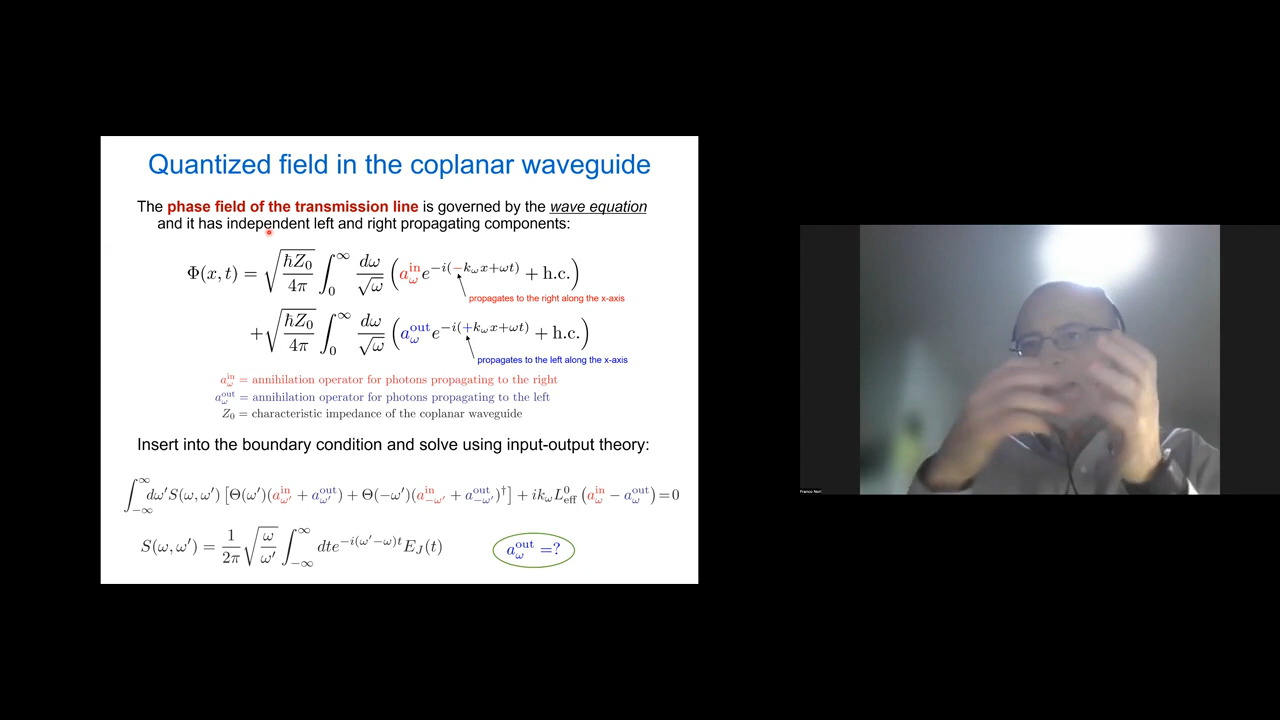 Quantized field in the coplanar waveguide
The phase field of the transmission line is governed by the wave equation
and it has independent left and right propagating components:
Φ(x, t) = √(ħZ₀/4π) ∫₀^∞ dω/√ω (a_ω^in e^{−i(−k_ω x+ωt)} + h.c.)
propagates to the right along the x-axis
+√(ħZ₀/4π) ∫₀^∞ dω/√ω (a_ω^out e^{−i(+k_ω x+ωt)} + h.c.)
propagates to the left along the x-axis
a_ω^in = annihilation operator for photons propagating to the right
a_ω^out = annihilation operator for photons propagating to the left
Z₀ = characteristic impedance of the coplanar waveguide
Insert into the boundary condition and solve using input-output theory:
∫_{−∞}^∞ dω′S(ω, ω′) [Θ(ω′)(a_{ω′}^in + a_{ω′}^out) + Θ(−ω′)(a_{−ω′}^in + a_{−ω′}^out)†] + ik_ω L_eff^0 (a_ω^in − a_ω^out) = 0
S(ω, ω′) = 1/2π √(ω/ω′) ∫_{−∞}^∞ dte^{−i(ω′−ω)t} E_J(t)
a_ω^out =?
Franco Nori